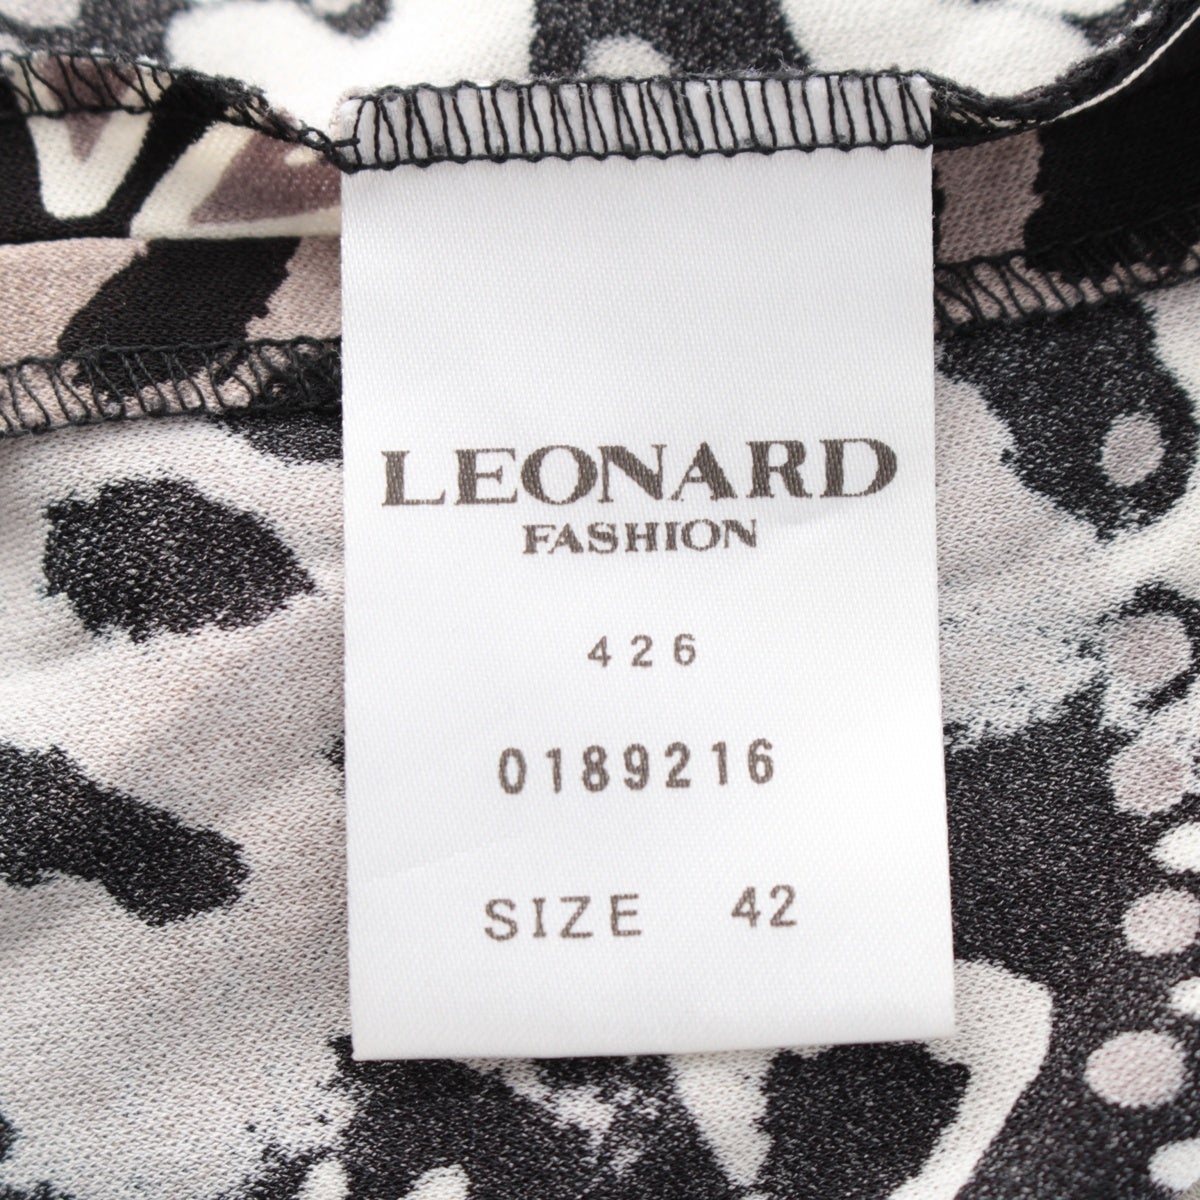 LEONARD
FASHION
426
0189216
SIZE 42